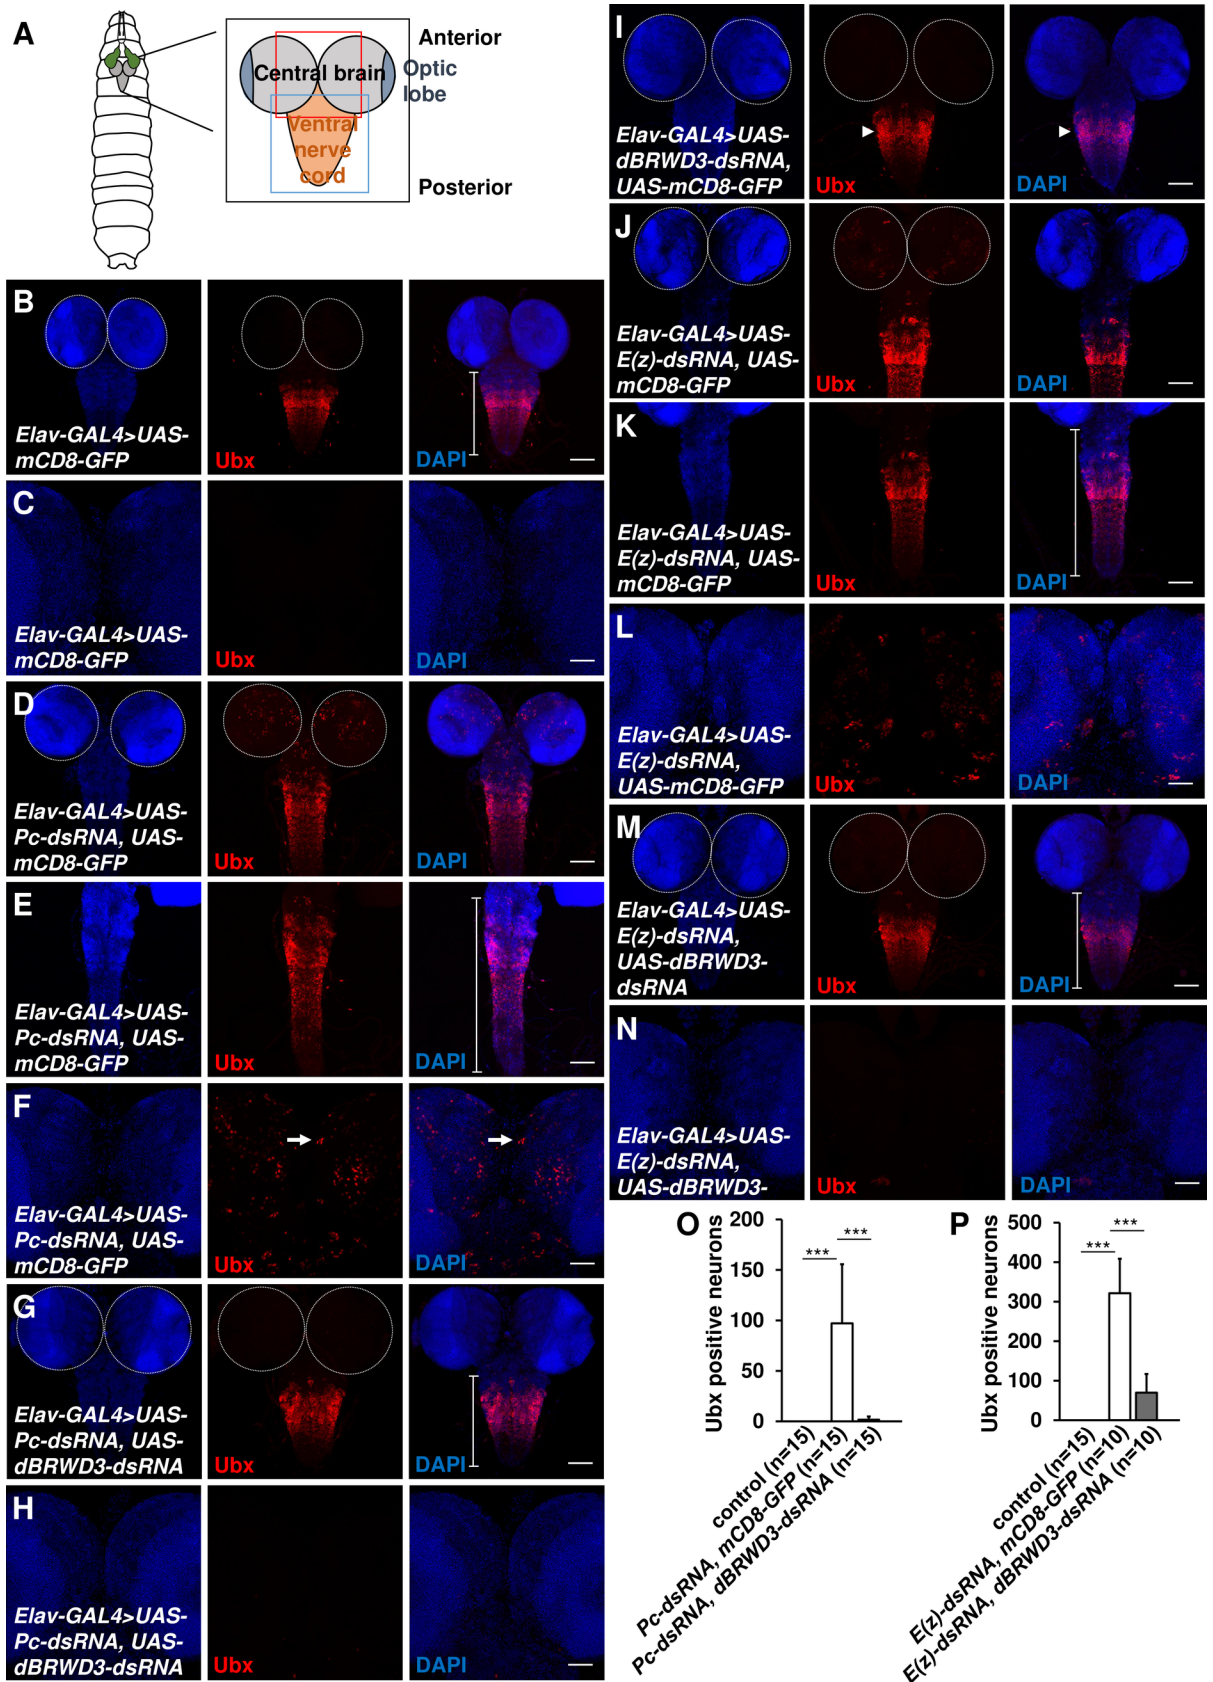 A
Anterior
Central brain
Optic
lobe
Ventral
nerve
cord
Posterior
B
Elav-GAL4>UAS-
mCD8-GFP
Ubx
DAPI
C
Elav-GAL4>UAS-
mCD8-GFP
Ubx
DAPI
D
Elav-GAL4>UAS-
Pc-dsRNA, UAS-
mCD8-GFP
Ubx
DAPI
E
Elav-GAL4>UAS-
Pc-dsRNA, UAS-
mCD8-GFP
Ubx
DAPI
F
Elav-GAL4>UAS-
Pc-dsRNA, UAS-
mCD8-GFP
Ubx
DAPI
G
Elav-GAL4>UAS-
Pc-dsRNA, UAS-
dBRWD3-dsRNA
Ubx
DAPI
H
Elav-GAL4>UAS-
Pc-dsRNA, UAS-
dBRWD3-dsRNA
Ubx
DAPI
I
Elav-GAL4>UAS-
dBRWD3-dsRNA,
UAS-mCD8-GFP
Ubx
DAPI
J
Elav-GAL4>UAS-
E(z)-dsRNA, UAS-
mCD8-GFP
Ubx
DAPI
K
Elav-GAL4>UAS-
E(z)-dsRNA, UAS-
mCD8-GFP
Ubx
DAPI
L
Elav-GAL4>UAS-
E(z)-dsRNA,
UAS-mCD8-GFP
Ubx
DAPI
M
Elav-GAL4>UAS-
E(z)-dsRNA,
UAS-dBRWD3-
dsRNA
Ubx
DAPI
N
Elav-GAL4>UAS-
E(z)-dsRNA,
UAS-dBRWD3-
Ubx
DAPI
O
Ubx positive neurons
200
150
100
50
0
***
***
control (n=15)
Pc-dsRNA, mCD8-GFP (n=15)
Pc-dsRNA, dBRWD3-dsRNA (n=15)
P
Ubx positive neurons
500
400
300
200
100
0
***
***
control (n=15)
E(z)-dsRNA, mCD8-GFP (n=10)
E(z)-dsRNA, dBRWD3-dsRNA (n=10)